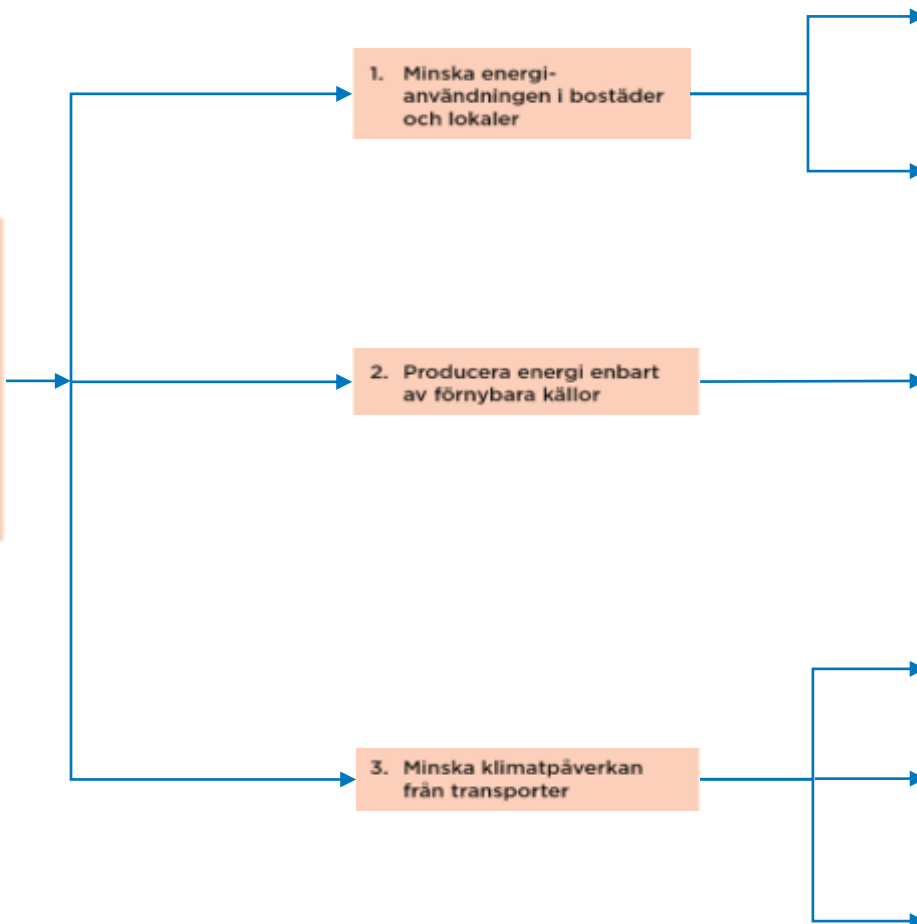 1. Minska energi-
användningen i bostäder
och lokaler
2. Producera energi enbart
av förnybara källor
3. Minska klimatpåverkan
från transporter